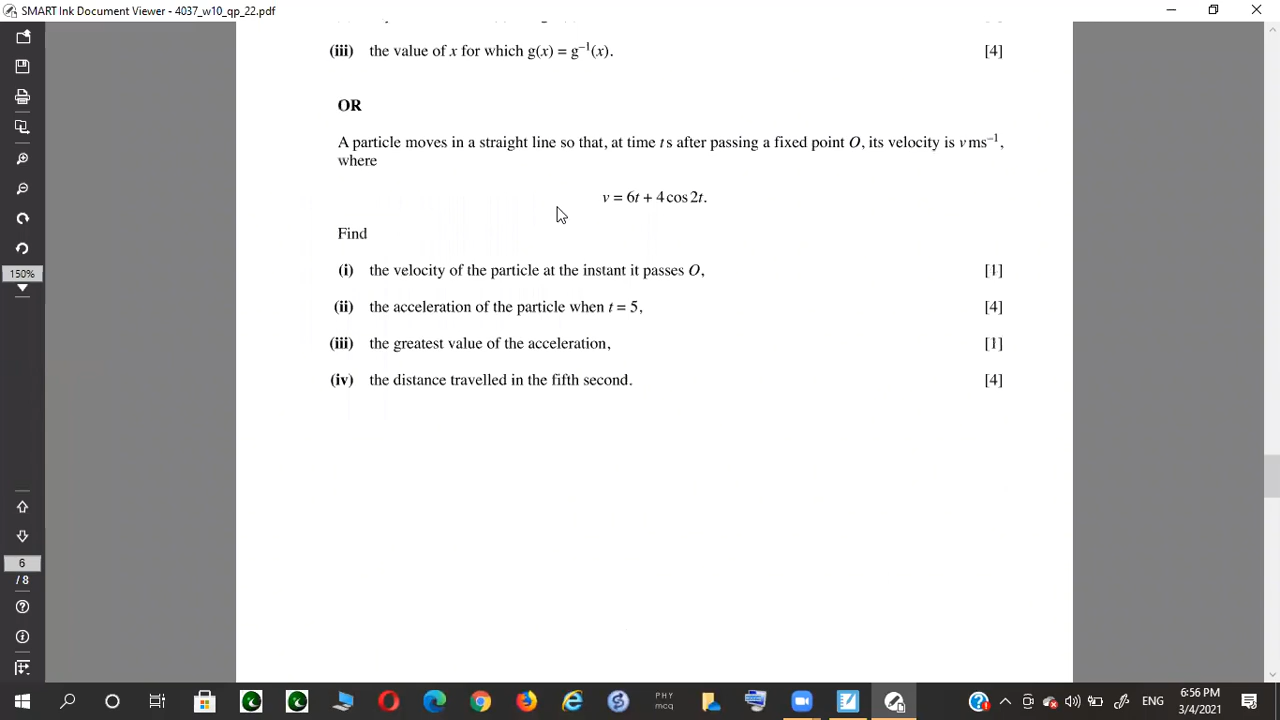 SMART Ink Document Viewer - 4037_w10_qp_22.pdf
(iii) the value of x for which g(x) = g⁻¹(x). [4]
OR
A particle moves in a straight line so that, at time t s after passing a fixed point O, its velocity is v ms⁻¹,
where
v = 6t + 4 cos 2t.
Find
(i) the velocity of the particle at the instant it passes O, [1]
(ii) the acceleration of the particle when t = 5, [4]
(iii) the greatest value of the acceleration, [1]
(iv) the distance travelled in the fifth second. [4]
150%
6
/ 8
PHY
mcq
ENG
6:56 PM
3/4/2021